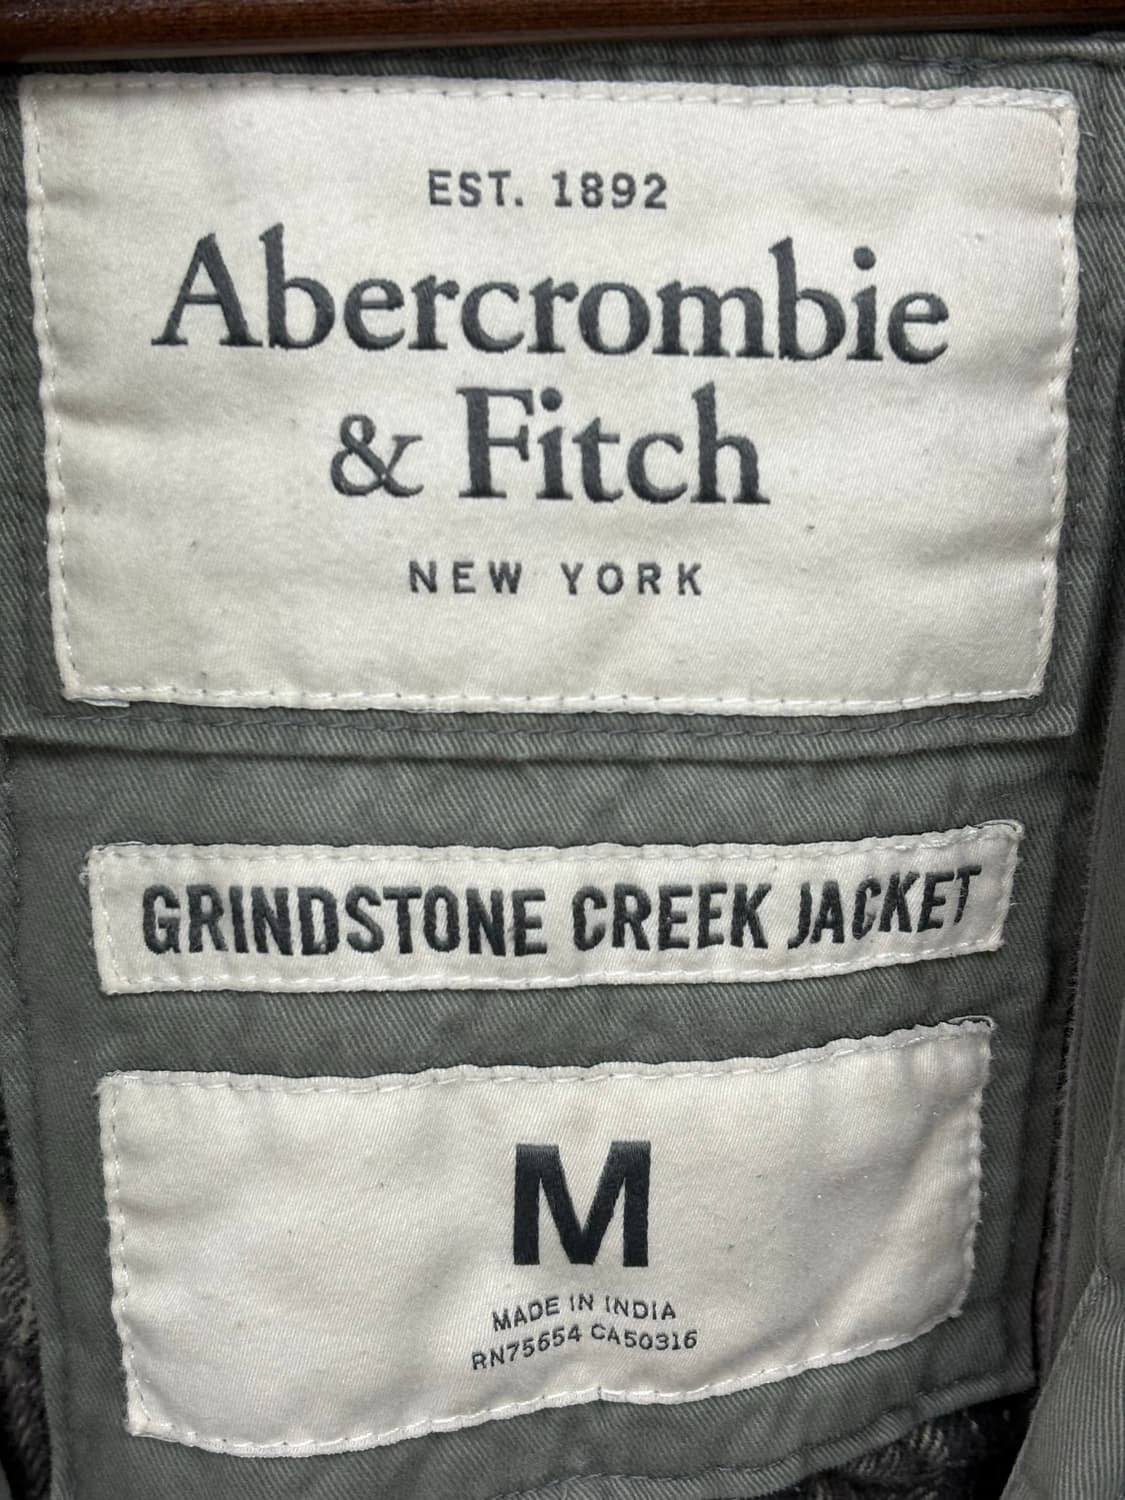 EST. 1892
Abercrombie
& Fitch
NEW YORK
GRINDSTONE CREEK JACKET
M
MADE IN INDIA
RN75654 CA50316